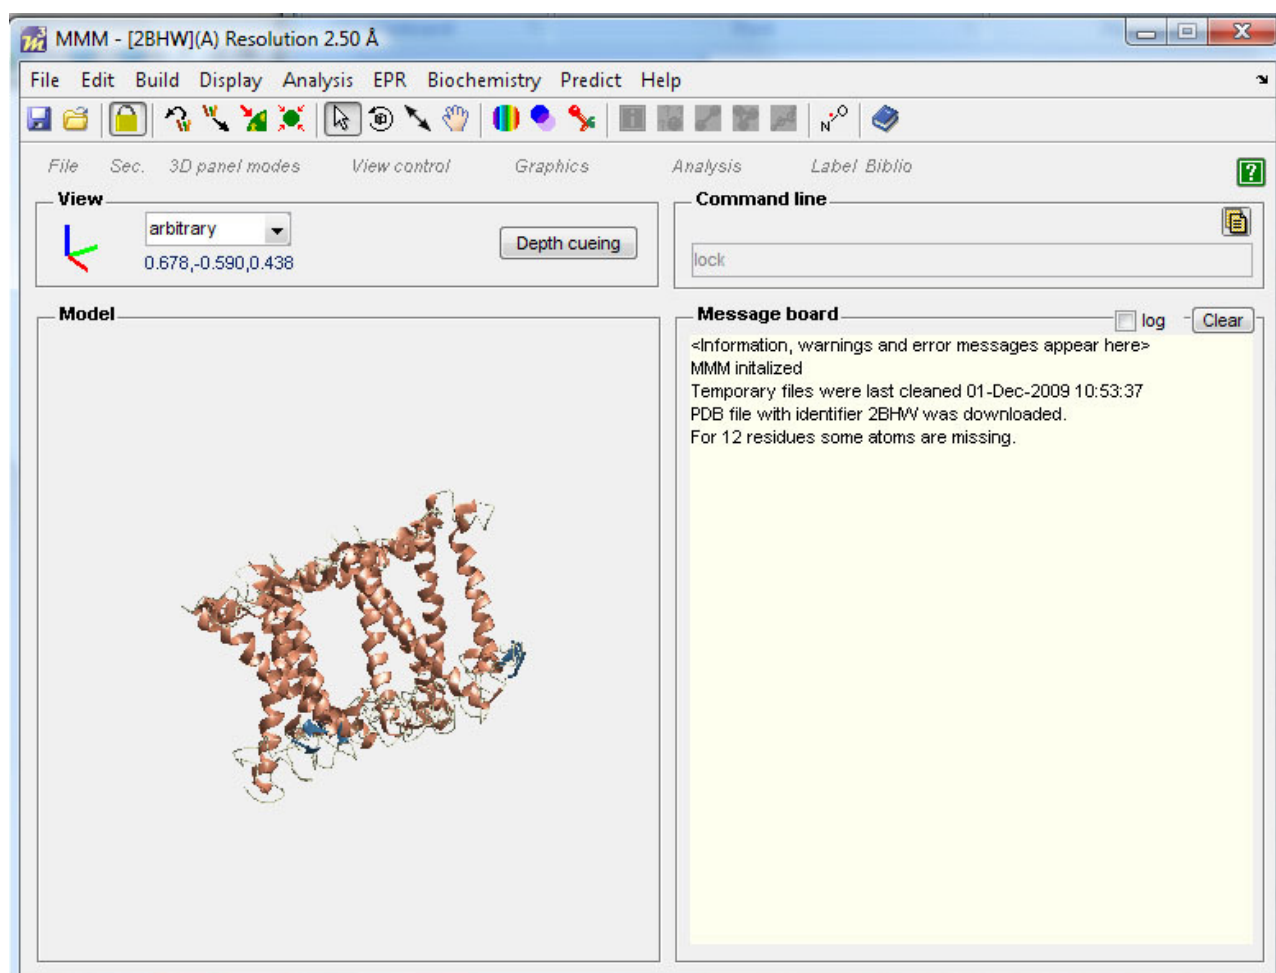 MMM - [2BHW](A) Resolution 2.50 Å
File Edit Build Display Analysis EPR Biochemistry Predict Help
N O
File Sec. 3D panel modes View control Graphics Analysis Label Biblio
?
View
arbitrary
0.678,-0.590,0.438
Depth cueing
Command line
lock
Model
Message board
log
Clear
<Information, warnings and error messages appear here>
MMM initalized
Temporary files were last cleaned 01-Dec-2009 10:53:37
PDB file with identifier 2BHW was downloaded.
For 12 residues some atoms are missing.